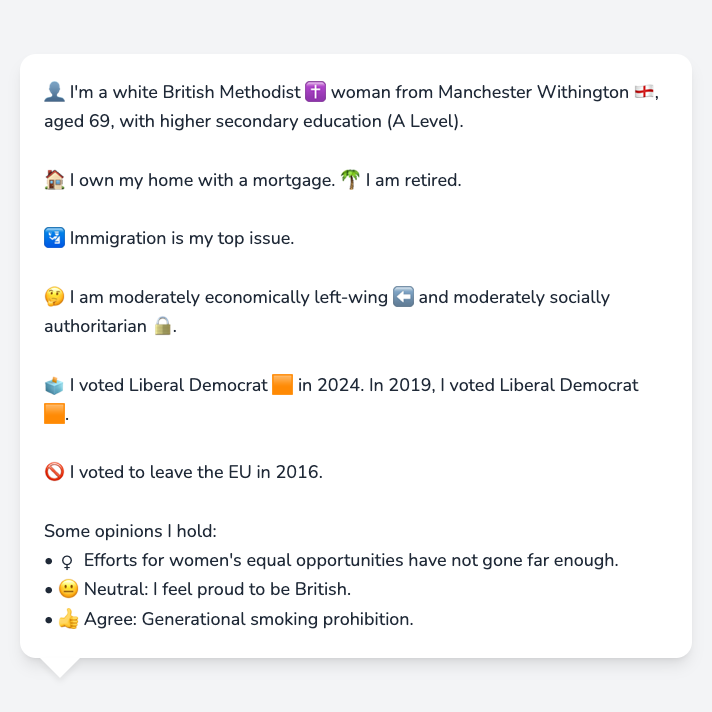 👤 I'm a white British Methodist ✝️ woman from Manchester Withington 🏴󠁧󠁢󠁥󠁮󠁧󠁿,
aged 69, with higher secondary education (A Level).
🏠 I own my home with a mortgage. 🌴 I am retired.
🛂 Immigration is my top issue.
🤔 I am moderately economically left-wing ⬅️ and moderately socially
authoritarian 🔒.
🗳️ I voted Liberal Democrat 🟧 in 2024. In 2019, I voted Liberal Democrat
🟧.
🚫 I voted to leave the EU in 2016.
Some opinions I hold:
• ♀ Efforts for women's equal opportunities have not gone far enough.
• 😐 Neutral: I feel proud to be British.
• 👍 Agree: Generational smoking prohibition.